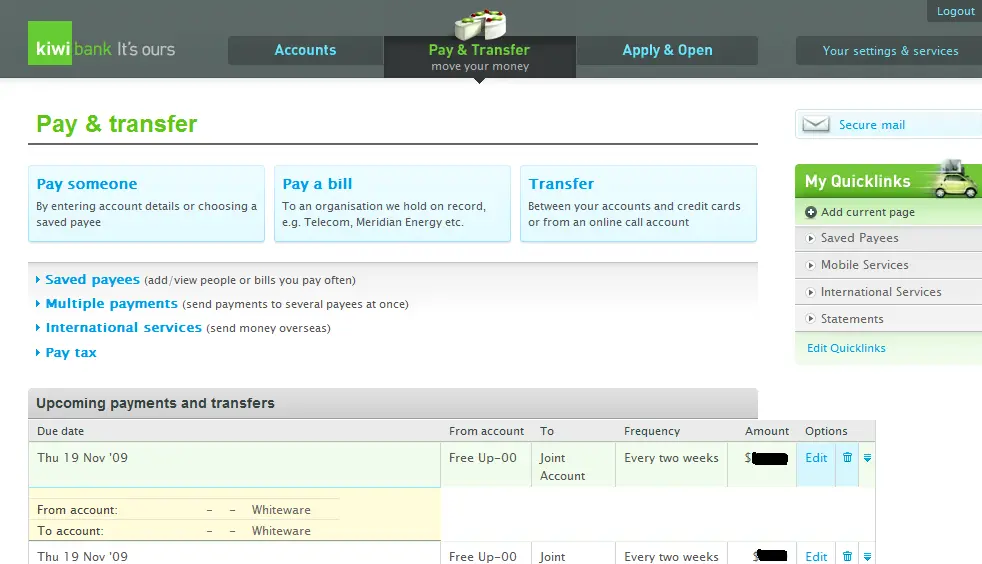 Logout
kiwi bank It's ours
Accounts
Pay & Transfer
move your money
Apply & Open
Your settings & services
Pay & transfer
Secure mail
Pay someone
By entering account details or choosing a
saved payee
Pay a bill
To an organisation we hold on record,
e.g. Telecom, Meridian Energy etc.
Transfer
Between your accounts and credit cards
or from an online call account
My Quicklinks
Add current page
Saved Payees
Mobile Services
International Services
Statements
Edit Quicklinks
Saved payees (add/view people or bills you pay often)
Multiple payments (send payments to several payees at once)
International services (send money overseas)
Pay tax
Upcoming payments and transfers
Due date From account To Frequency Amount Options
Thu 19 Nov '09 Free Up-00 Joint Every two weeks $ Edit
Account
From account: - - Whiteware
To account: - - Whiteware
Thu 19 Nov '09 Free Up-00 Joint Every two weeks $ Edit